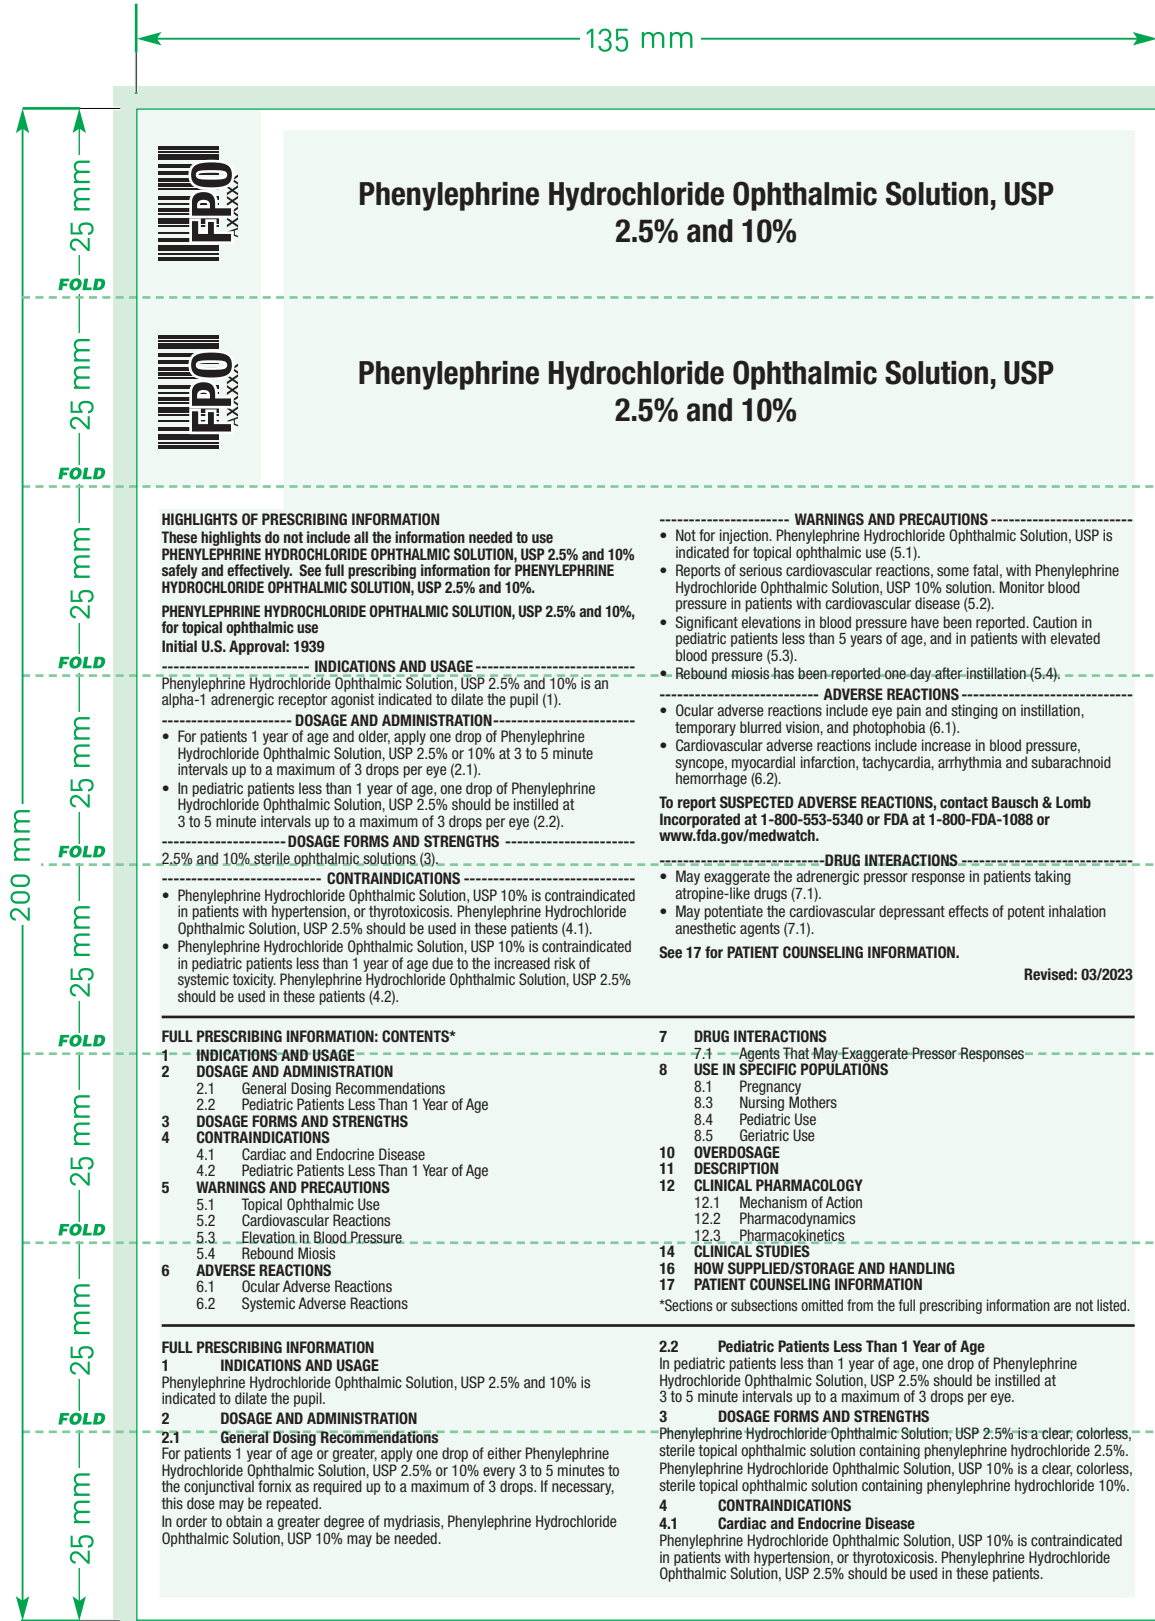 135 mm
200 mm
25 mm
FPO
AXXXXX
Phenylephrine Hydrochloride Ophthalmic Solution, USP
2.5% and 10%
FOLD
25 mm
FPO
AXXXXX
Phenylephrine Hydrochloride Ophthalmic Solution, USP
2.5% and 10%
FOLD
25 mm
FOLD
25 mm
FOLD
25 mm
FOLD
25 mm
FOLD
25 mm
FOLD
25 mm
HIGHLIGHTS OF PRESCRIBING INFORMATION
These highlights do not include all the information needed to use
PHENYLEPHRINE HYDROCHLORIDE OPHTHALMIC SOLUTION, USP 2.5% and 10%
safely and effectively. See full prescribing information for PHENYLEPHRINE
HYDROCHLORIDE OPHTHALMIC SOLUTION, USP 2.5% and 10%.
PHENYLEPHRINE HYDROCHLORIDE OPHTHALMIC SOLUTION, USP 2.5% and 10%,
for topical ophthalmic use
Initial U.S. Approval: 1939
------------------------- INDICATIONS AND USAGE ---------------------------
Phenylephrine Hydrochloride Ophthalmic Solution, USP 2.5% and 10% is an
alpha-1 adrenergic receptor agonist indicated to dilate the pupil (1).
---------------------- DOSAGE AND ADMINISTRATION------------------------
• For patients 1 year of age and older, apply one drop of Phenylephrine
Hydrochloride Ophthalmic Solution, USP 2.5% or 10% at 3 to 5 minute
intervals up to a maximum of 3 drops per eye (2.1).
• In pediatric patients less than 1 year of age, one drop of Phenylephrine
Hydrochloride Ophthalmic Solution, USP 2.5% should be instilled at
3 to 5 minute intervals up to a maximum of 3 drops per eye (2.2).
---------------------DOSAGE FORMS AND STRENGTHS ----------------------
2.5% and 10% sterile ophthalmic solutions (3).
--------------------------- CONTRAINDICATIONS -----------------------------
• Phenylephrine Hydrochloride Ophthalmic Solution, USP 10% is contraindicated
in patients with hypertension, or thyrotoxicosis. Phenylephrine Hydrochloride
Ophthalmic Solution, USP 2.5% should be used in these patients (4.1).
• Phenylephrine Hydrochloride Ophthalmic Solution, USP 10% is contraindicated
in pediatric patients less than 1 year of age due to the increased risk of
systemic toxicity. Phenylephrine Hydrochloride Ophthalmic Solution, USP 2.5%
should be used in these patients (4.2).
---------------------- WARNINGS AND PRECAUTIONS ------------------------
• Not for injection. Phenylephrine Hydrochloride Ophthalmic Solution, USP is
indicated for topical ophthalmic use (5.1).
• Reports of serious cardiovascular reactions, some fatal, with Phenylephrine
Hydrochloride Ophthalmic Solution, USP 10% solution. Monitor blood
pressure in patients with cardiovascular disease (5.2).
• Significant elevations in blood pressure have been reported. Caution in
pediatric patients less than 5 years of age, and in patients with elevated
blood pressure (5.3).
• Rebound miosis has been reported one day after instillation (5.4).
--------------------------- ADVERSE REACTIONS -----------------------------
• Ocular adverse reactions include eye pain and stinging on instillation,
temporary blurred vision, and photophobia (6.1).
• Cardiovascular adverse reactions include increase in blood pressure,
syncope, myocardial infarction, tachycardia, arrhythmia and subarachnoid
hemorrhage (6.2).
To report SUSPECTED ADVERSE REACTIONS, contact Bausch & Lomb
Incorporated at 1-800-553-5340 or FDA at 1-800-FDA-1088 or
www.fda.gov/medwatch.
----------------------------DRUG INTERACTIONS -----------------------------
• May exaggerate the adrenergic pressor response in patients taking
atropine-like drugs (7.1).
• May potentiate the cardiovascular depressant effects of potent inhalation
anesthetic agents (7.1).
See 17 for PATIENT COUNSELING INFORMATION.
Revised: 03/2023
FULL PRESCRIBING INFORMATION: CONTENTS*
1 INDICATIONS AND USAGE
2 DOSAGE AND ADMINISTRATION
2.1 General Dosing Recommendations
2.2 Pediatric Patients Less Than 1 Year of Age
3 DOSAGE FORMS AND STRENGTHS
4 CONTRAINDICATIONS
4.1 Cardiac and Endocrine Disease
4.2 Pediatric Patients Less Than 1 Year of Age
5 WARNINGS AND PRECAUTIONS
5.1 Topical Ophthalmic Use
5.2 Cardiovascular Reactions
5.3 Elevation in Blood Pressure
5.4 Rebound Miosis
6 ADVERSE REACTIONS
6.1 Ocular Adverse Reactions
6.2 Systemic Adverse Reactions
7 DRUG INTERACTIONS
7.1 Agents That May Exaggerate Pressor Responses
8 USE IN SPECIFIC POPULATIONS
8.1 Pregnancy
8.3 Nursing Mothers
8.4 Pediatric Use
8.5 Geriatric Use
10 OVERDOSAGE
11 DESCRIPTION
12 CLINICAL PHARMACOLOGY
12.1 Mechanism of Action
12.2 Pharmacodynamics
12.3 Pharmacokinetics
14 CLINICAL STUDIES
16 HOW SUPPLIED/STORAGE AND HANDLING
17 PATIENT COUNSELING INFORMATION
*Sections or subsections omitted from the full prescribing information are not listed.
FULL PRESCRIBING INFORMATION
1 INDICATIONS AND USAGE
Phenylephrine Hydrochloride Ophthalmic Solution, USP 2.5% and 10% is
indicated to dilate the pupil.
2 DOSAGE AND ADMINISTRATION
2.1 General Dosing Recommendations
For patients 1 year of age or greater, apply one drop of either Phenylephrine
Hydrochloride Ophthalmic Solution, USP 2.5% or 10% every 3 to 5 minutes to
the conjunctival fornix as required up to a maximum of 3 drops. If necessary,
this dose may be repeated.
In order to obtain a greater degree of mydriasis, Phenylephrine Hydrochloride
Ophthalmic Solution, USP 10% may be needed.
2.2 Pediatric Patients Less Than 1 Year of Age
In pediatric patients less than 1 year of age, one drop of Phenylephrine
Hydrochloride Ophthalmic Solution, USP 2.5% should be instilled at
3 to 5 minute intervals up to a maximum of 3 drops per eye.
3 DOSAGE FORMS AND STRENGTHS
Phenylephrine Hydrochloride Ophthalmic Solution, USP 2.5% is a clear, colorless,
sterile topical ophthalmic solution containing phenylephrine hydrochloride 2.5%.
Phenylephrine Hydrochloride Ophthalmic Solution, USP 10% is a clear, colorless,
sterile topical ophthalmic solution containing phenylephrine hydrochloride 10%.
4 CONTRAINDICATIONS
4.1 Cardiac and Endocrine Disease
Phenylephrine Hydrochloride Ophthalmic Solution, USP 10% is contraindicated
in patients with hypertension, or thyrotoxicosis. Phenylephrine Hydrochloride
Ophthalmic Solution, USP 2.5% should be used in these patients.